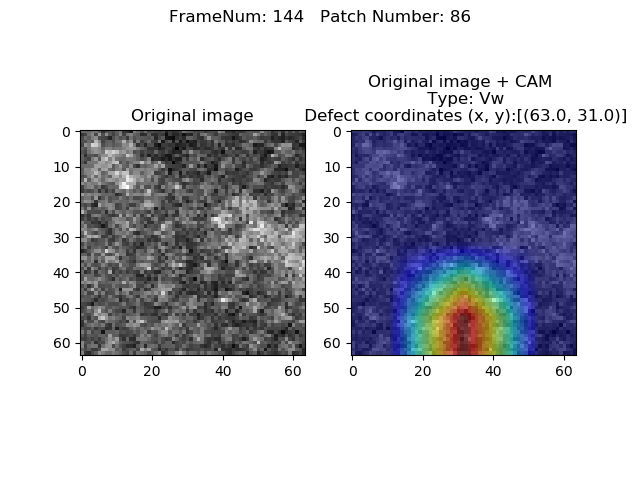 FrameNum: 144   Patch Number: 86
Original image
Original image + CAM
Type: Vw
Defect coordinates (x, y):[(63.0, 31.0)]
0
10
20
30
40
50
60
0 20 40 60
0
10
20
30
40
50
60
0 20 40 60